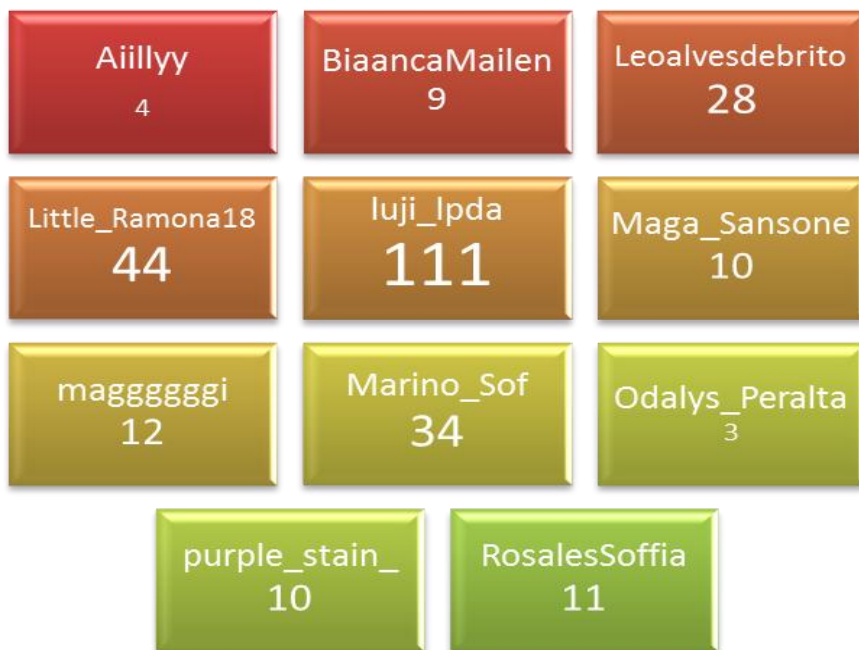 Aiillyy
4
BiaancaMailen
9
Leoalvesdebrito
28
Little_Ramona18
44
luji_lpda
111
Maga_Sansone
10
magggggggi
12
Marino_Sof
34
Odalys_Peralta
3
purple_stain_
10
RosalesSoffia
11